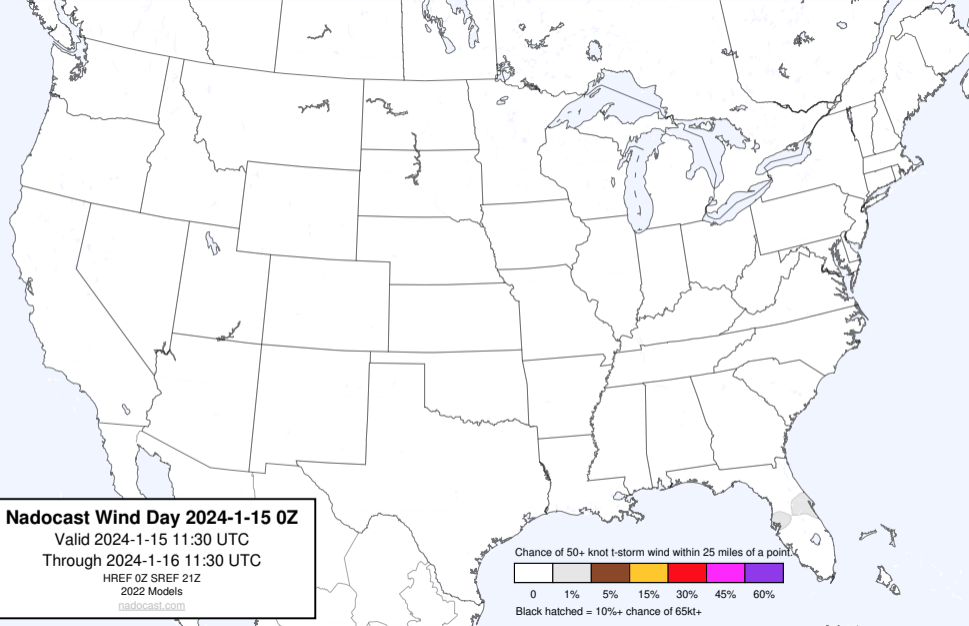 Nadocast Wind Day 2024-1-15 0Z
Valid 2024-1-15 11:30 UTC
Through 2024-1-16 11:30 UTC
HREF 0Z SREF 21Z
2022 Models
nadocast.com
Chance of 50+ knot t-storm wind within 25 miles of a point.
0 1% 5% 15% 30% 45% 60%
Black hatched = 10%+ chance of 65kt+